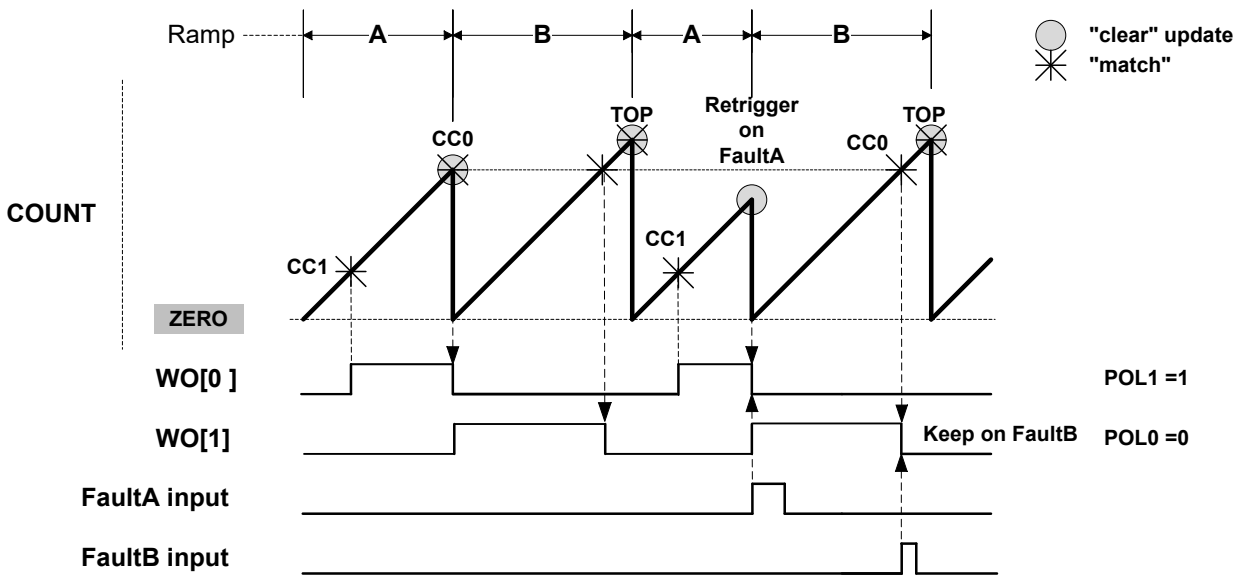 Ramp A B A B
"clear" update
"match"
Retrigger
on
FaultA
TOP
TOP
CC0
CC0
COUNT
CC1
CC1
ZERO
WO[0 ]
POL1 =1
WO[1]
Keep on FaultB
POL0 =0
FaultA input
FaultB input